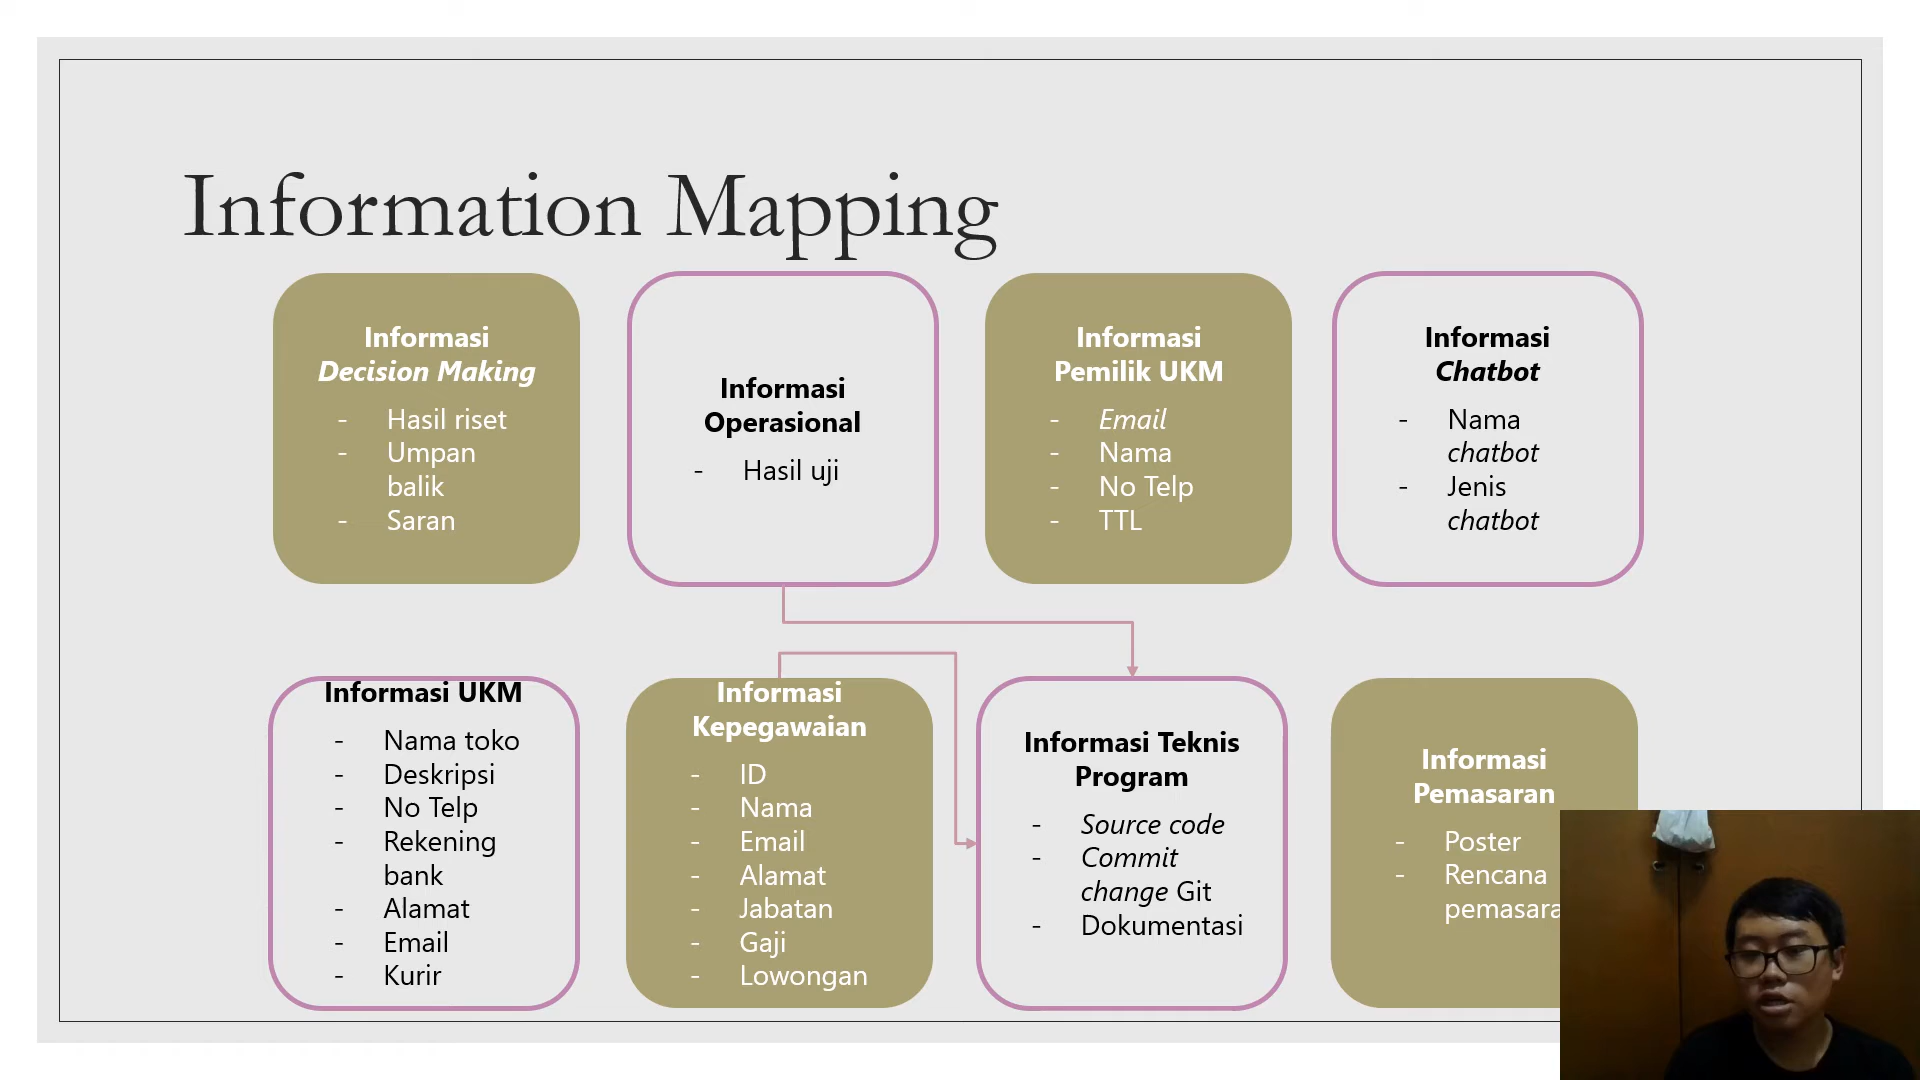 Information Mapping
Informasi
Decision Making
- Hasil riset
- Umpan
balik
- Saran
Informasi
Operasional
- Hasil uji
Informasi
Pemilik UKM
- Email
- Nama
- No Telp
- TTL
Informasi
Chatbot
- Nama
chatbot
- Jenis
chatbot
Informasi UKM
- Nama toko
- Deskripsi
- No Telp
- Rekening
bank
- Alamat
- Email
- Kurir
Informasi
Kepegawaian
- ID
- Nama
- Email
- Alamat
- Jabatan
- Gaji
- Lowongan
Informasi Teknis
Program
- Source code
- Commit
change Git
- Dokumentasi
Informasi
Pemasaran
- Poster
- Rencana